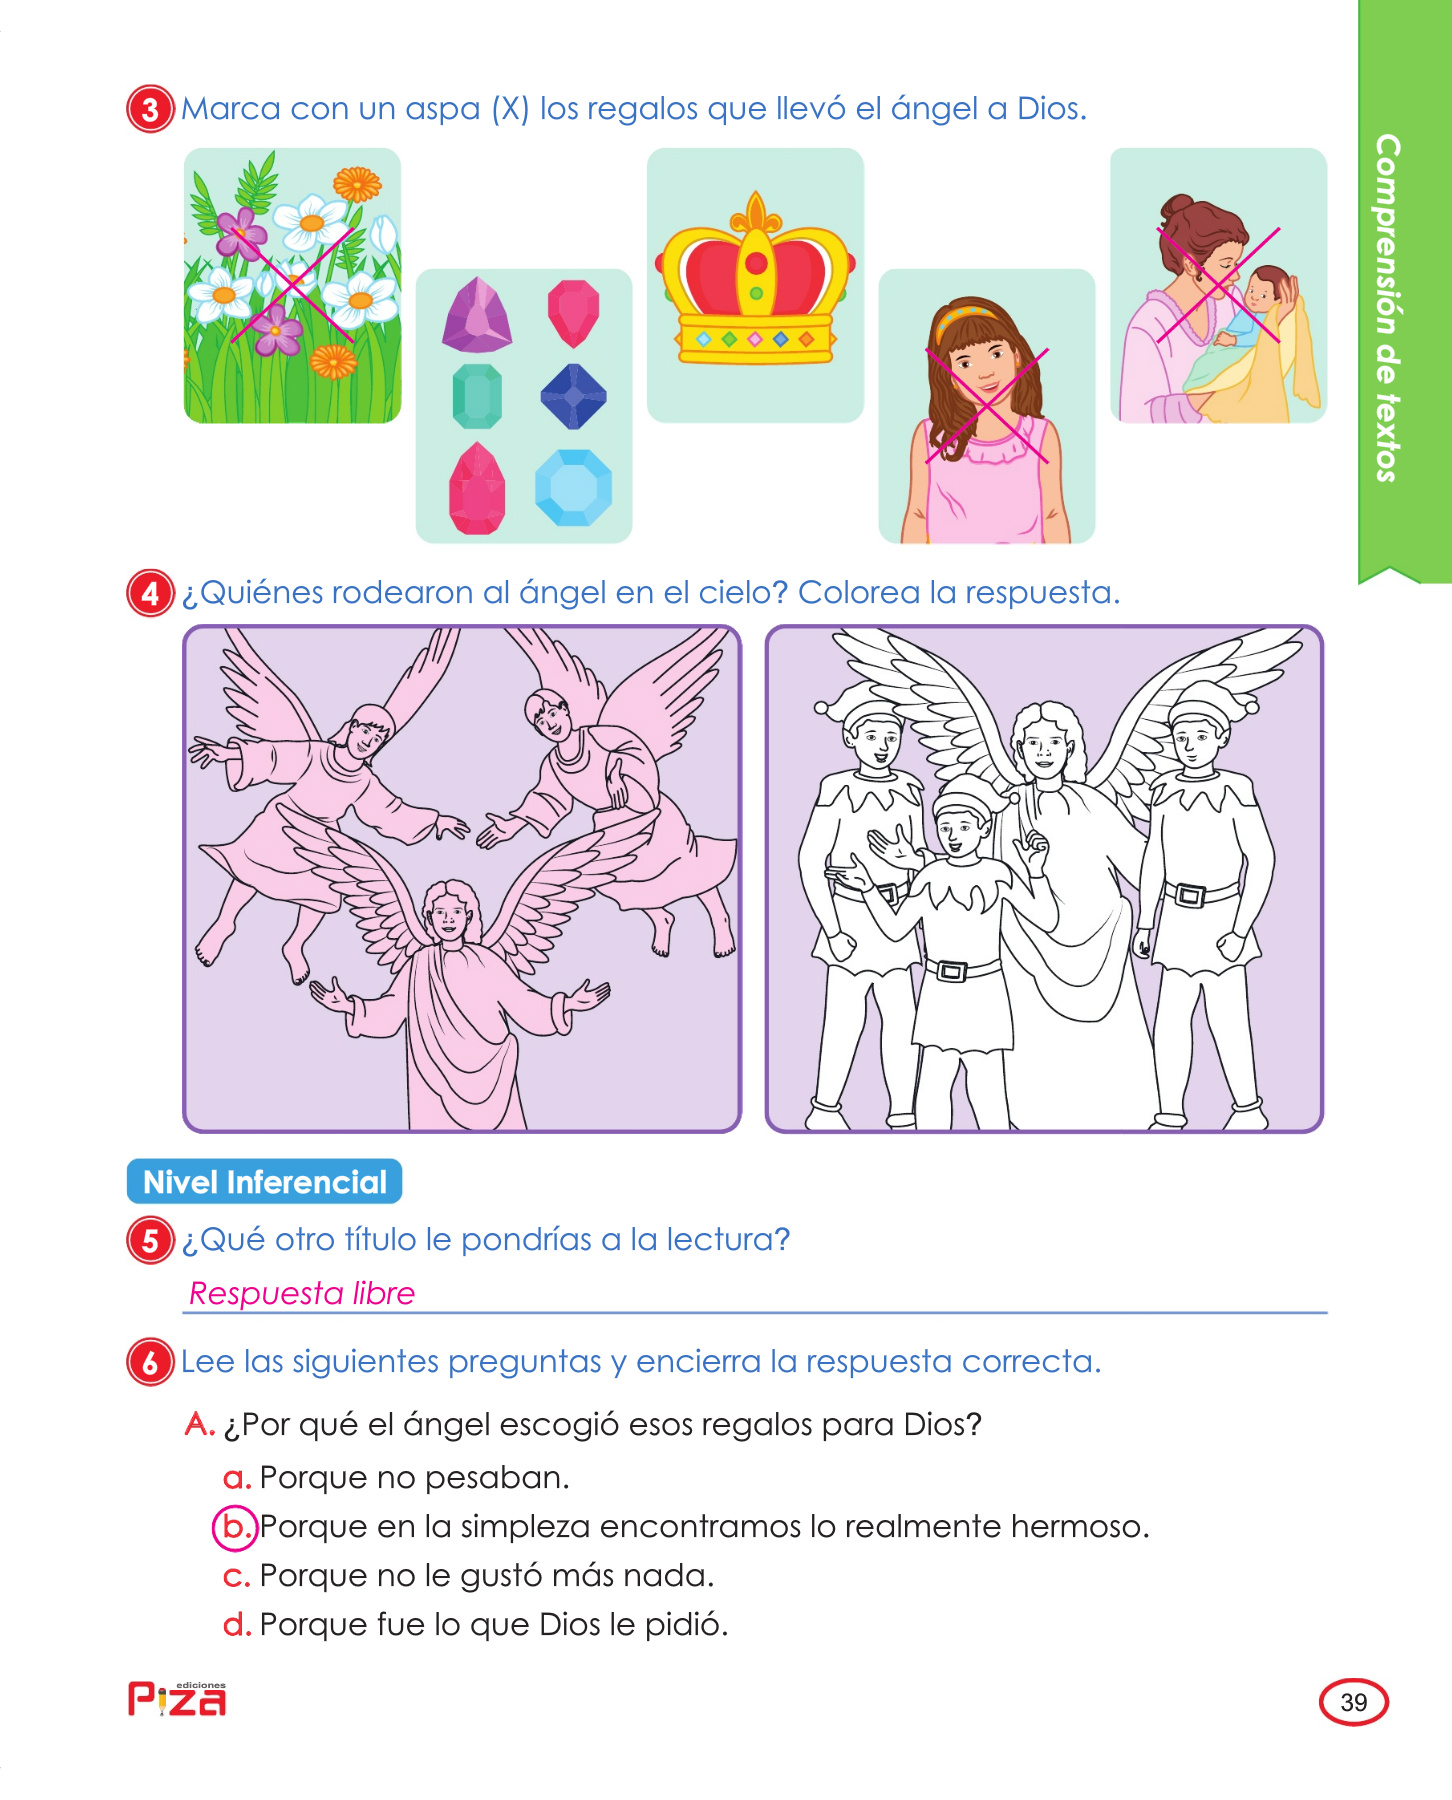 3 Marca con un aspa (X) los regalos que llevó el ángel a Dios.
Comprensión de textos
4 ¿Quiénes rodearon al ángel en el cielo? Colorea la respuesta.
Nivel Inferencial
5 ¿Qué otro título le pondrías a la lectura?
Respuesta libre
6 Lee las siguientes preguntas y encierra la respuesta correcta.
A. ¿Por qué el ángel escogió esos regalos para Dios?
a. Porque no pesaban.
b. Porque en la simpleza encontramos lo realmente hermoso.
c. Porque no le gustó más nada.
d. Porque fue lo que Dios le pidió.
ediciones
Piza
39